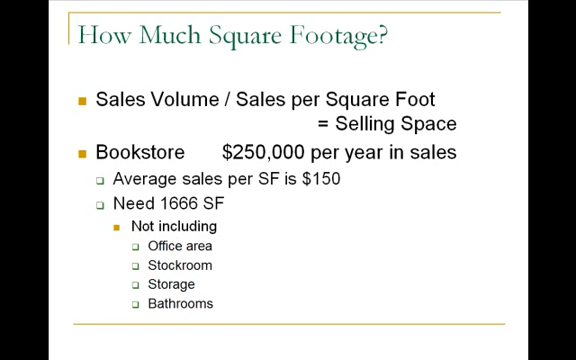 How Much Square Footage?
Sales Volume / Sales per Square Foot
= Selling Space
Bookstore $250,000 per year in sales
Average sales per SF is $150
Need 1666 SF
Not including
Office area
Stockroom
Storage
Bathrooms